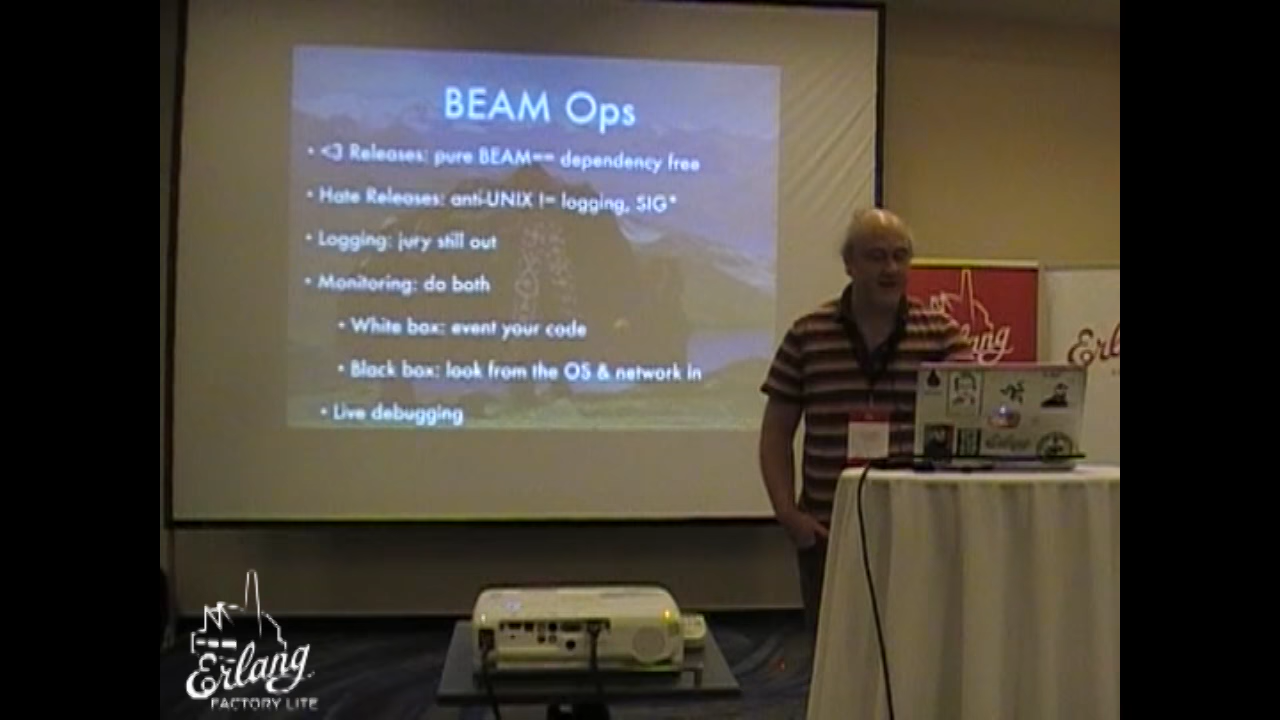 BEAM Ops
• <3 Releases: pure BEAM== dependency free
• Hate Releases: anti-UNIX != logging, SIG*
• Logging: jury still out
• Monitoring: do both
• White box: event your code
• Black box: look from the OS & network in
• Live debugging
Erlang
FACTORY LITE